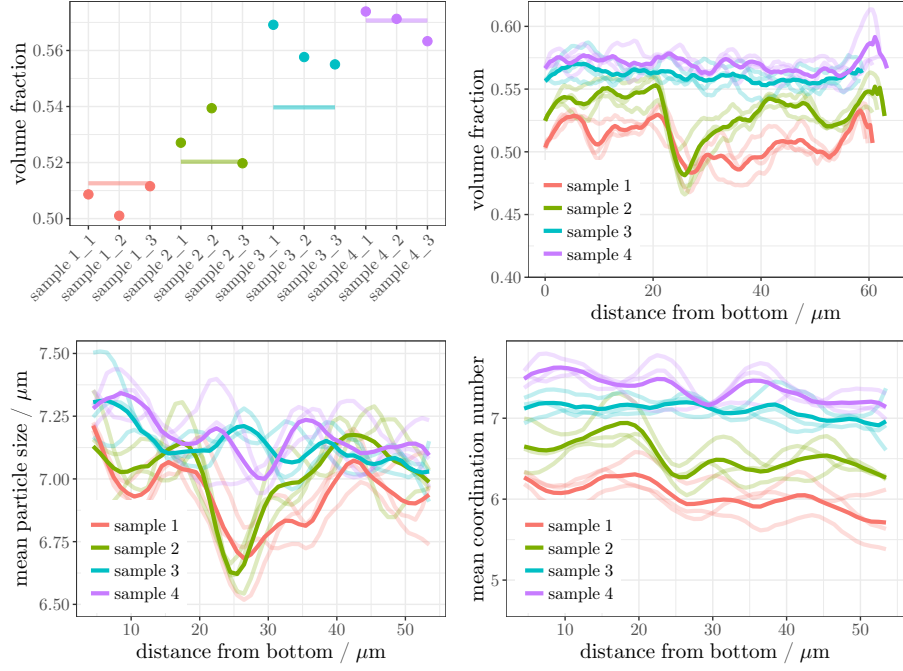 volume fraction
0.56
0.54
0.52
0.50
sample 1_1
sample 1_2
sample 1_3
sample 2_1
sample 2_2
sample 2_3
sample 3_1
sample 3_2
sample 3_3
sample 4_1
sample 4_2
sample 4_3
volume fraction
0.60
0.55
0.50
0.45
0.40
sample 1
sample 2
sample 3
sample 4
0 20 40 60
distance from bottom / μm
mean particle size / μm
7.50
7.25
7.00
6.75
6.50
sample 1
sample 2
sample 3
sample 4
10 20 30 40 50
distance from bottom / μm
mean coordination number
7
6
5
sample 1
sample 2
sample 3
sample 4
10 20 30 40 50
distance from bottom / μm